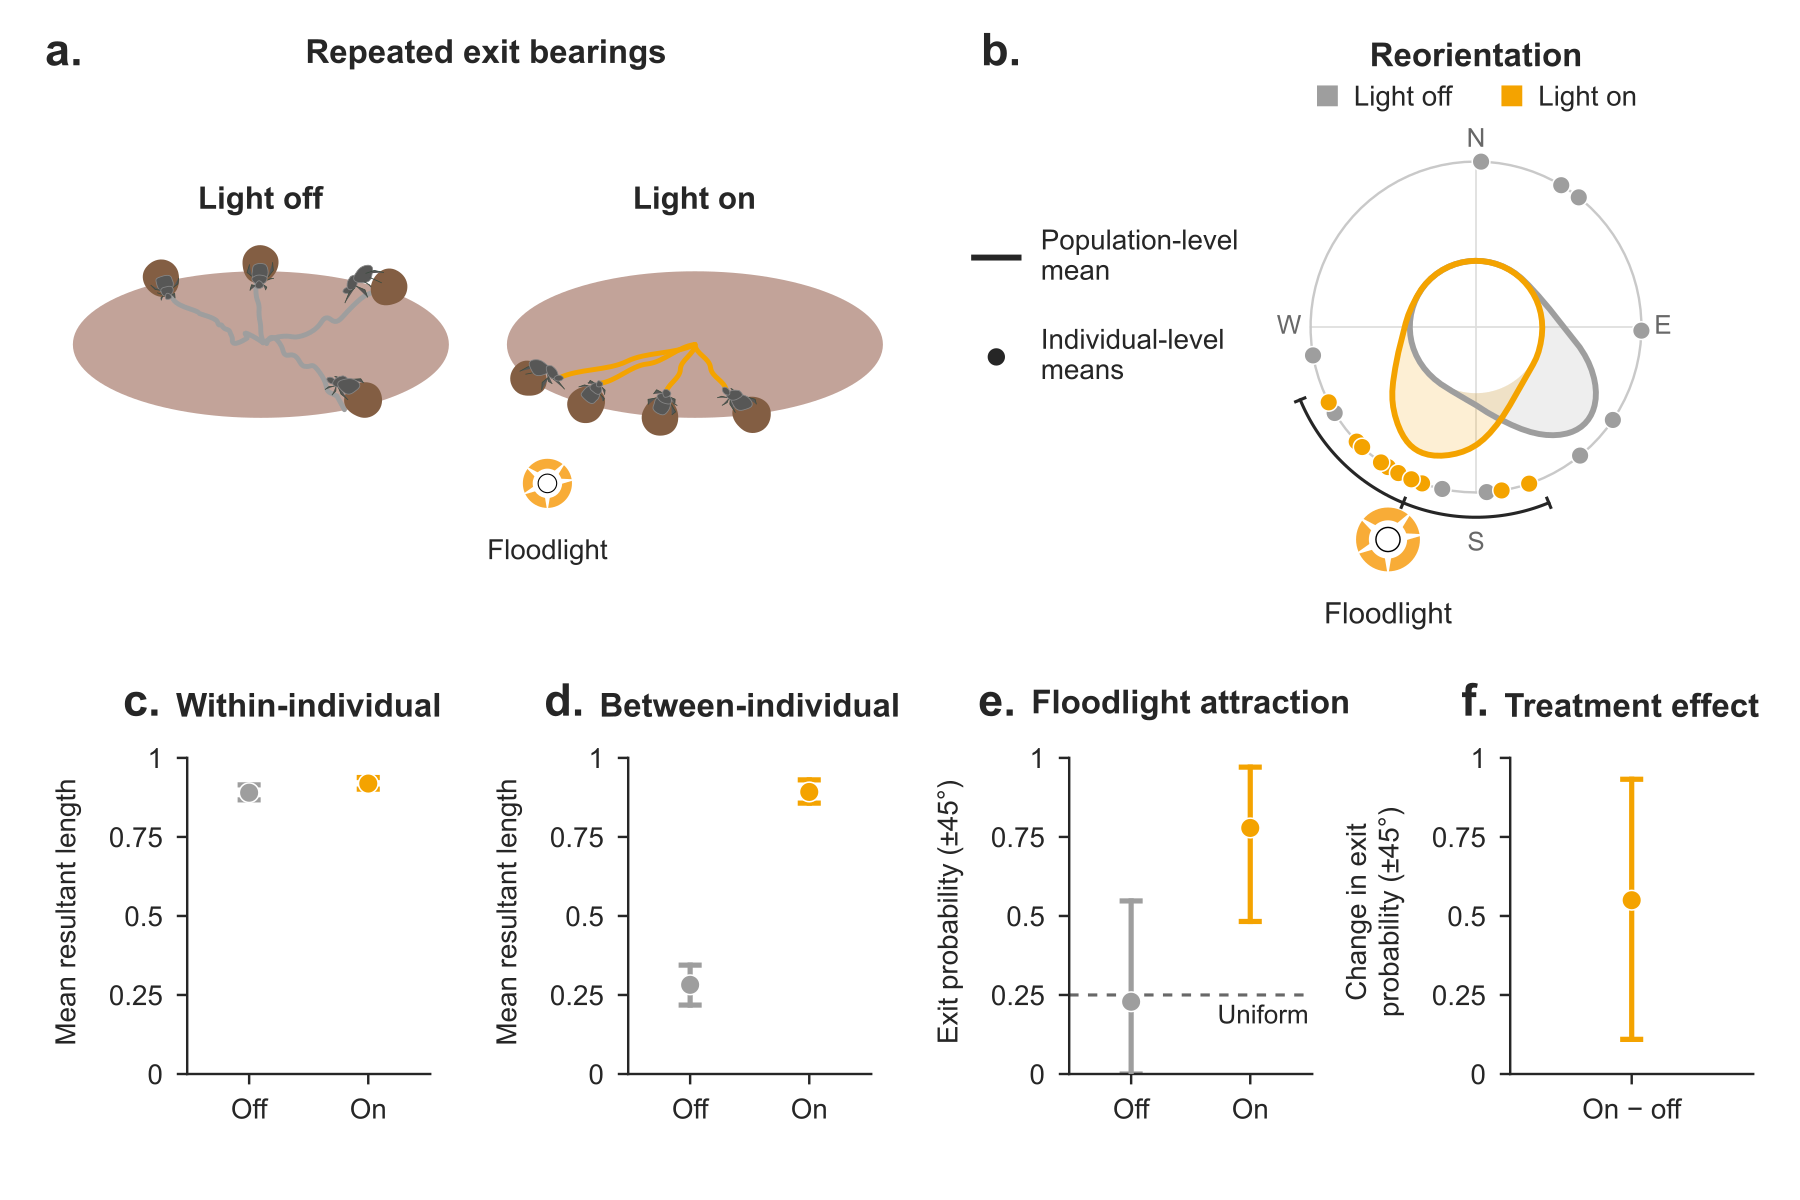 a.
Repeated exit bearings
Light off
Light on
Floodlight
b.
Reorientation
Light off
Light on
Population-level
mean
Individual-level
means
N
W
E
S
Floodlight
c. Within-individual
Mean resultant length
1
0.75
0.5
0.25
0
Off
On
d. Between-individual
Mean resultant length
1
0.75
0.5
0.25
0
Off
On
e. Floodlight attraction
Exit probability (±45°)
1
0.75
0.5
0.25
0
Uniform
Off
On
f. Treatment effect
Change in exit
probability (±45°)
1
0.75
0.5
0.25
0
On − off